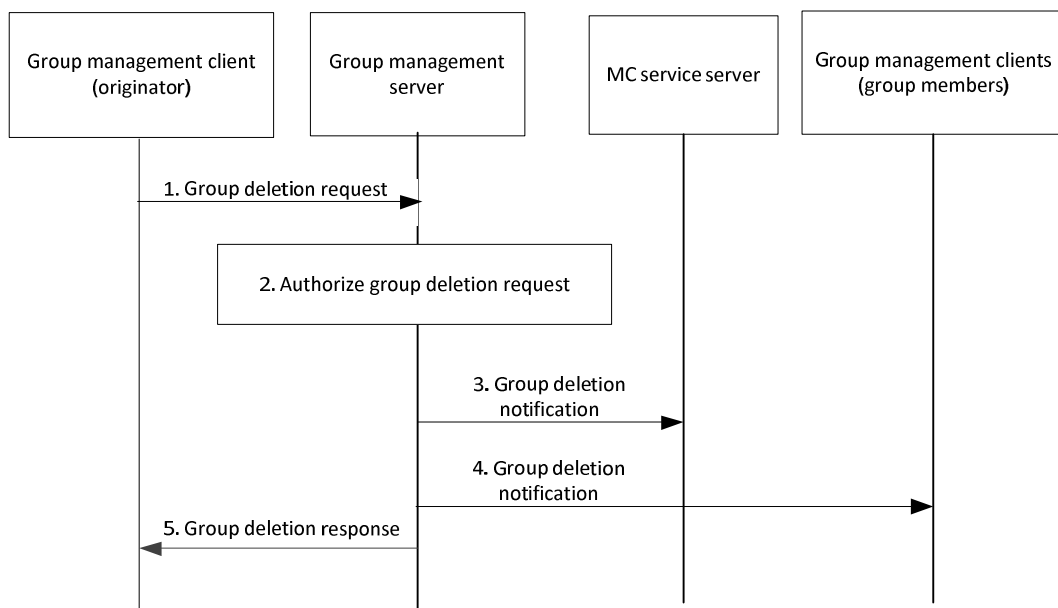 Group management client
(originator)
Group management
server
MC service server
Group management clients
(group members)
1. Group deletion request
2. Authorize group deletion request
3. Group deletion
notification
4. Group deletion
notification
5. Group deletion response